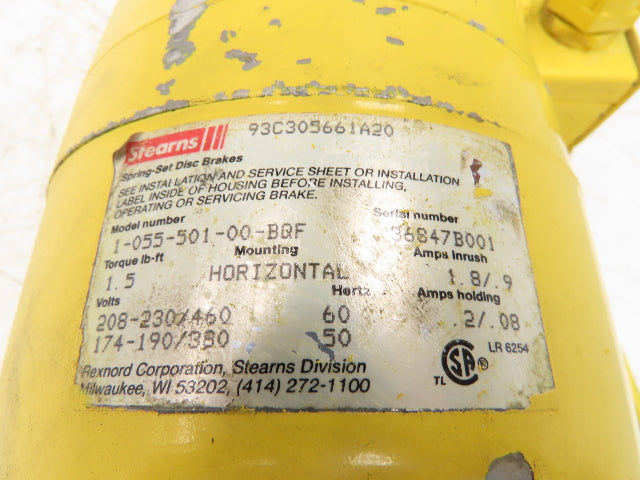 Stearns 93C305661A20
Spring-Set Disc Brakes
SEE INSTALLATION AND SERVICE SHEET OR INSTALLATION
LABEL INSIDE OF HOUSING BEFORE INSTALLING,
OPERATING OR SERVICING BRAKE.
Model number Serial number
1-055-501-00-BQF 36847B001
Torque lb-ft Mounting Amps Inrush
1.5 HORIZONTAL 1.8/.9
Volts Hertz Amps holding
208-230/460 60 .2/.08
174-190/380 50
LR 6254
Rexnord Corporation, Stearns Division
Milwaukee, WI 53202, (414) 272-1100
TL SA ®